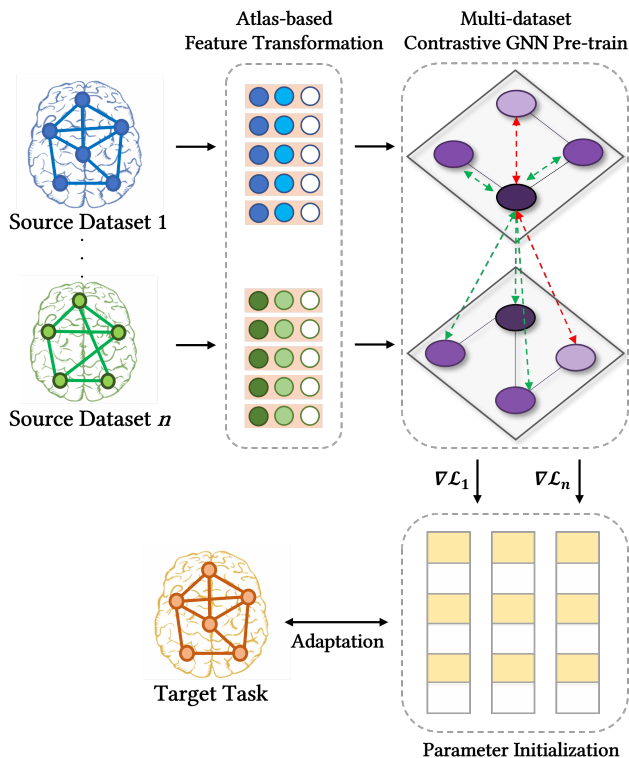 Atlas-based
Feature Transformation
Multi-dataset
Contrastive GNN Pre-train
Source Dataset 1
Source Dataset n
∇ℒ₁
∇ℒₙ
Adaptation
Target Task
Parameter Initialization